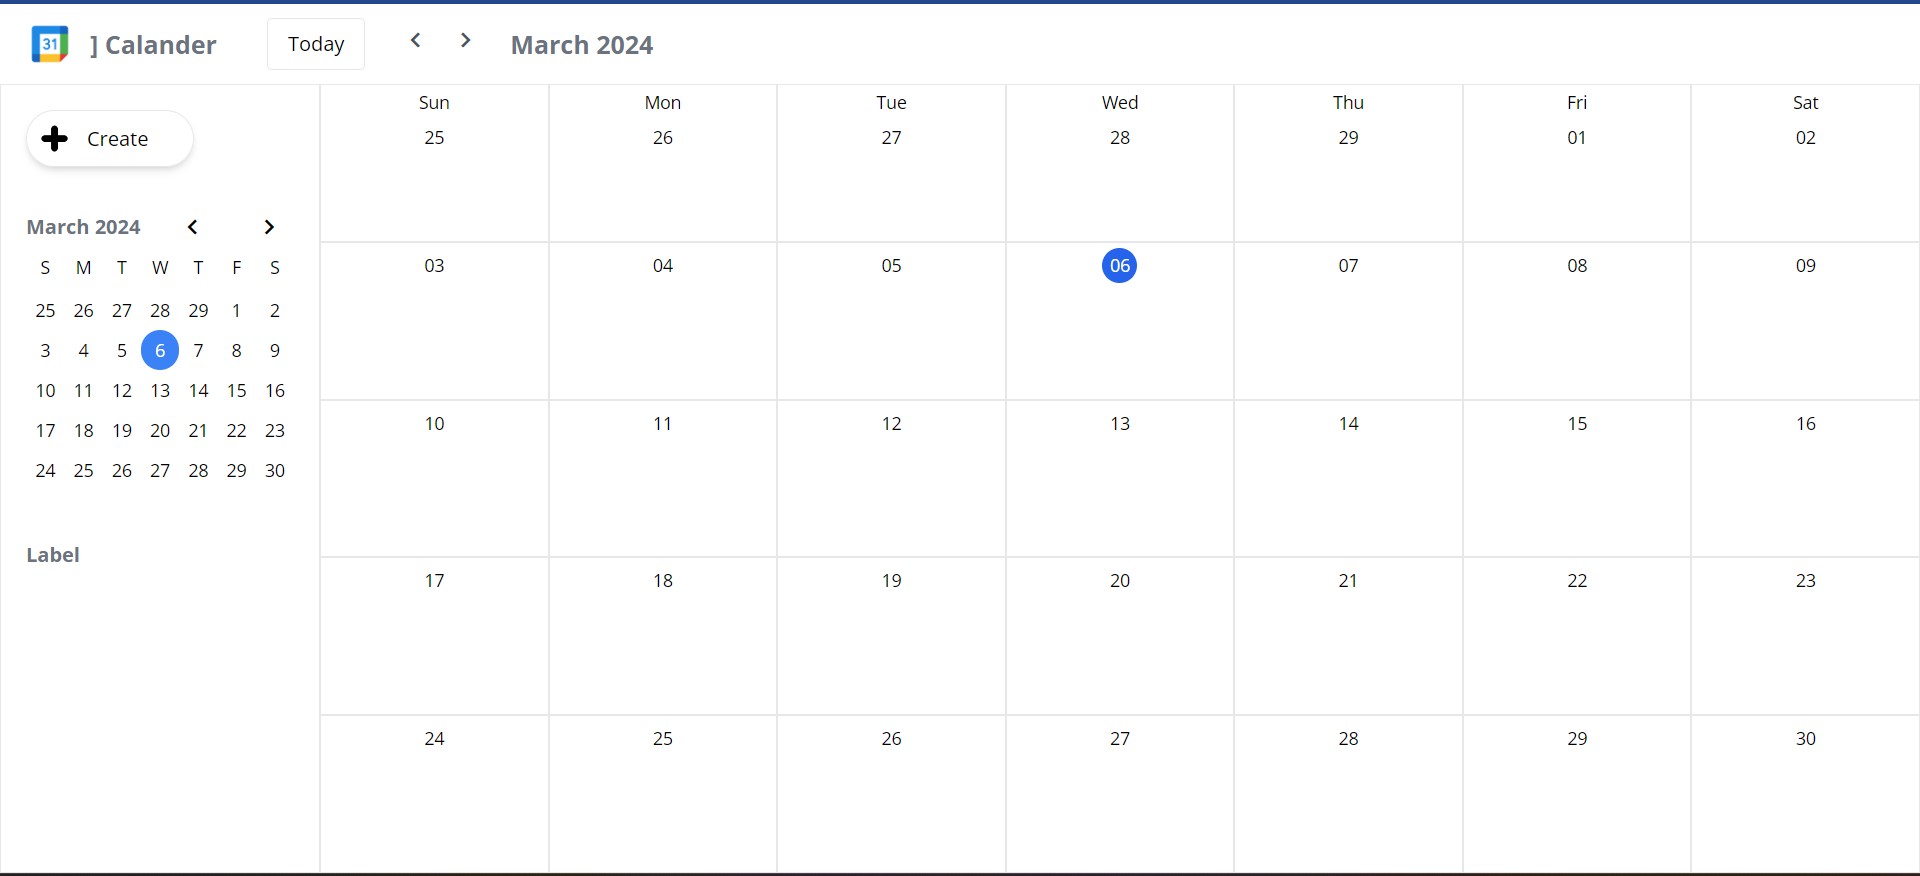 31 ] Calander Today March 2024
Create
March 2024
S M T W T F S
25 26 27 28 29 1 2
3 4 5 6 7 8 9
10 11 12 13 14 15 16
17 18 19 20 21 22 23
24 25 26 27 28 29 30
Label
Sun Mon Tue Wed Thu Fri Sat
25 26 27 28 29 01 02
03 04 05 06 07 08 09
10 11 12 13 14 15 16
17 18 19 20 21 22 23
24 25 26 27 28 29 30